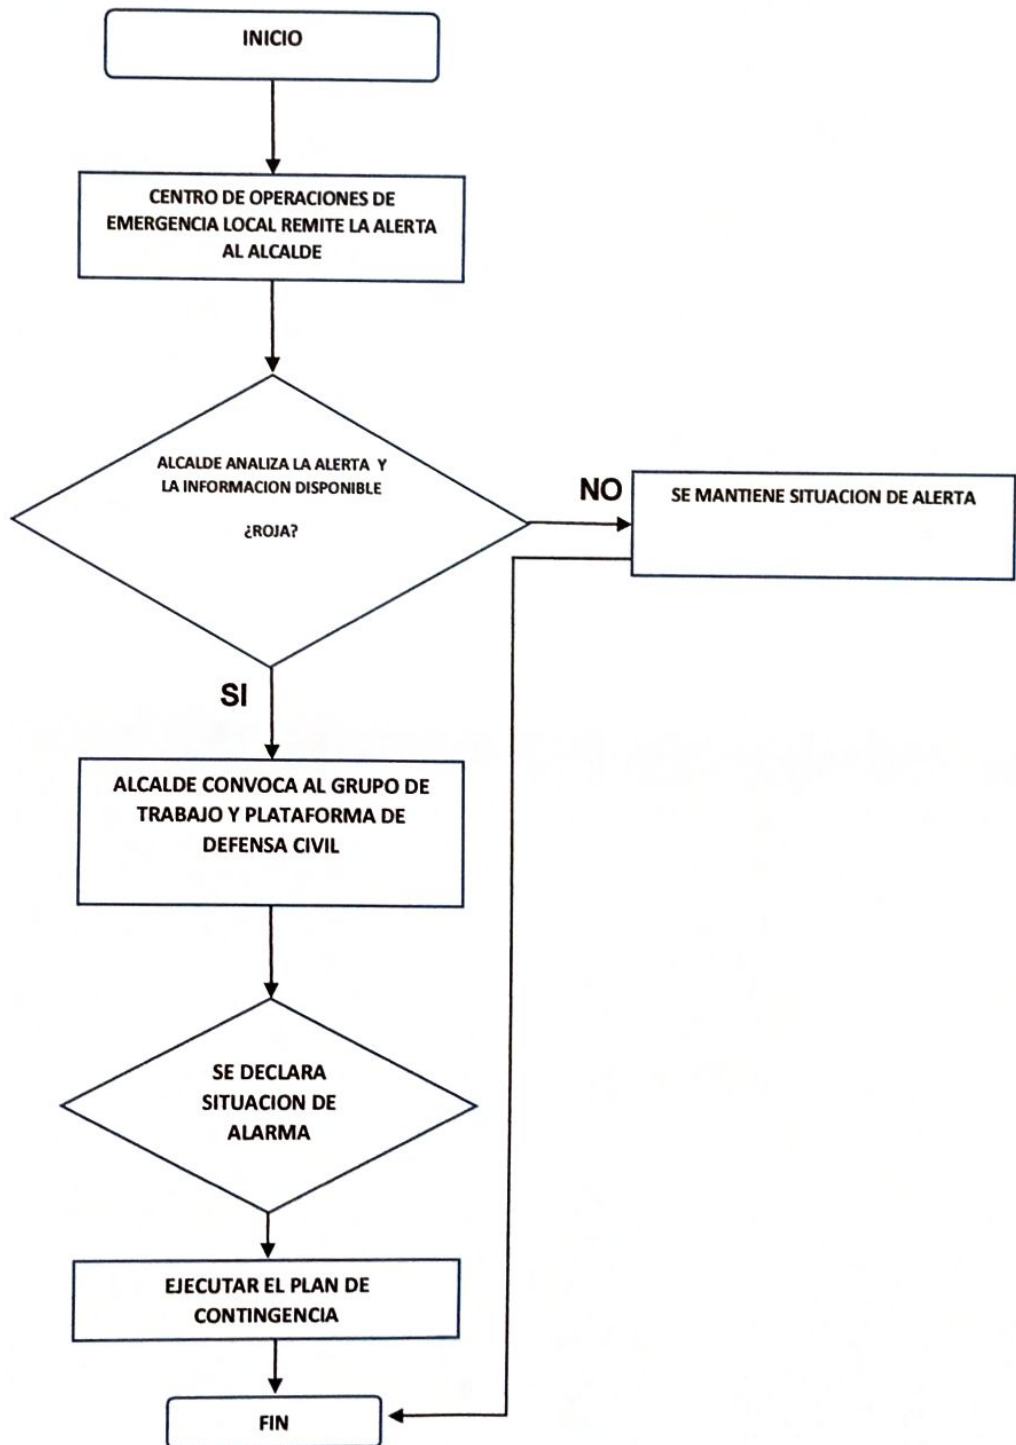 INICIO
CENTRO DE OPERACIONES DE
EMERGENCIA LOCAL REMITE LA ALERTA
AL ALCALDE
ALCALDE ANALIZA LA ALERTA Y
LA INFORMACION DISPONIBLE
¿ROJA?
NO
SE MANTIENE SITUACION DE ALERTA
SI
ALCALDE CONVOCA AL GRUPO DE
TRABAJO Y PLATAFORMA DE
DEFENSA CIVIL
SE DECLARA
SITUACION DE
ALARMA
EJECUTAR EL PLAN DE
CONTINGENCIA
FIN